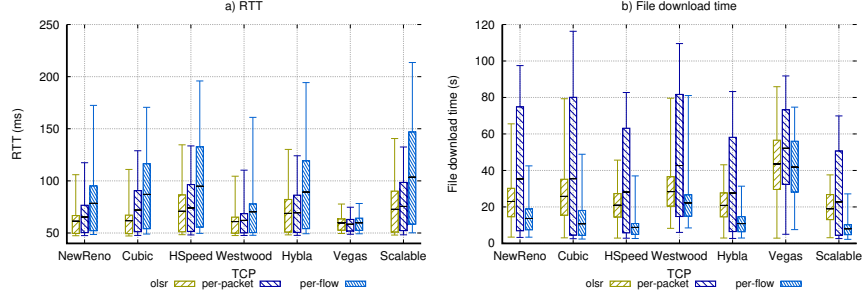 a) RTT
250
200
150
100
50
RTT (ms)
NewReno Cubic HSpeed Westwood Hybla Vegas Scalable
TCP
olsr per-packet per-flow
b) File download time
120
100
80
60
40
20
0
File download time (s)
NewReno Cubic HSpeed Westwood Hybla Vegas Scalable
TCP
olsr per-packet per-flow